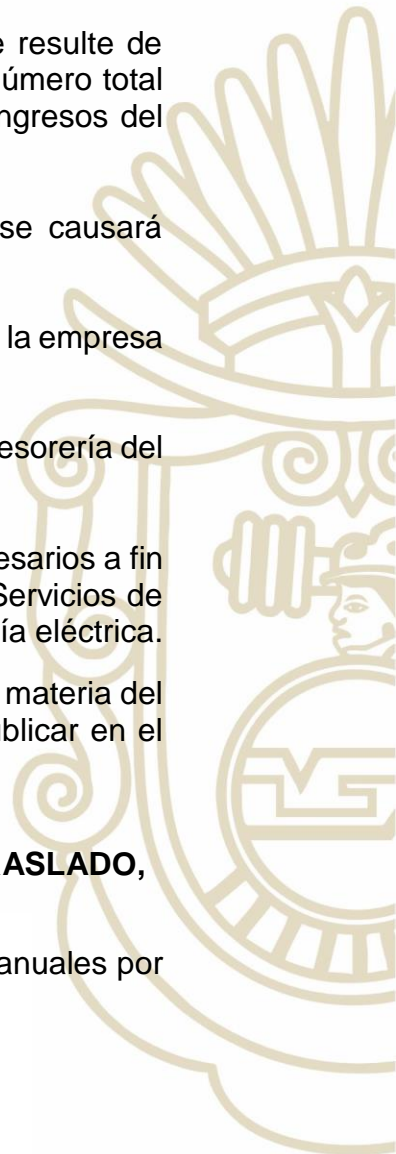 resulte de
úmero total
ngresos del
se causará
la empresa
esorería del
esarios a fin
Servicios de
ía eléctrica.
materia del
blicar en el
ASLADO,
anuales por